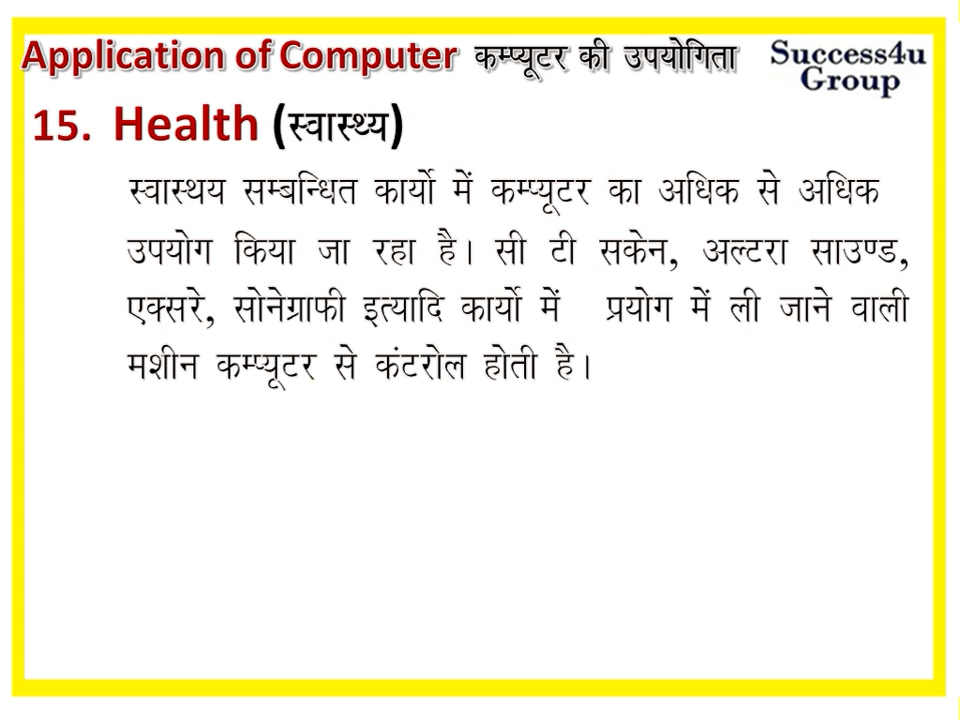 Application of Computer कम्प्यूटर की उपयोगिता
Success4u
Group
15. Health (स्वास्थ्य)
स्वास्थय सम्बन्धित कार्यो में कम्प्यूटर का अधिक से अधिक
उपयोग किया जा रहा है। सी टी सकेन, अल्टरा साउण्ड,
एक्सरे, सोनेग्राफी इत्यादि कार्यो में प्रयोग में ली जाने वाली
मशीन कम्प्यूटर से कंटरोल होती है।